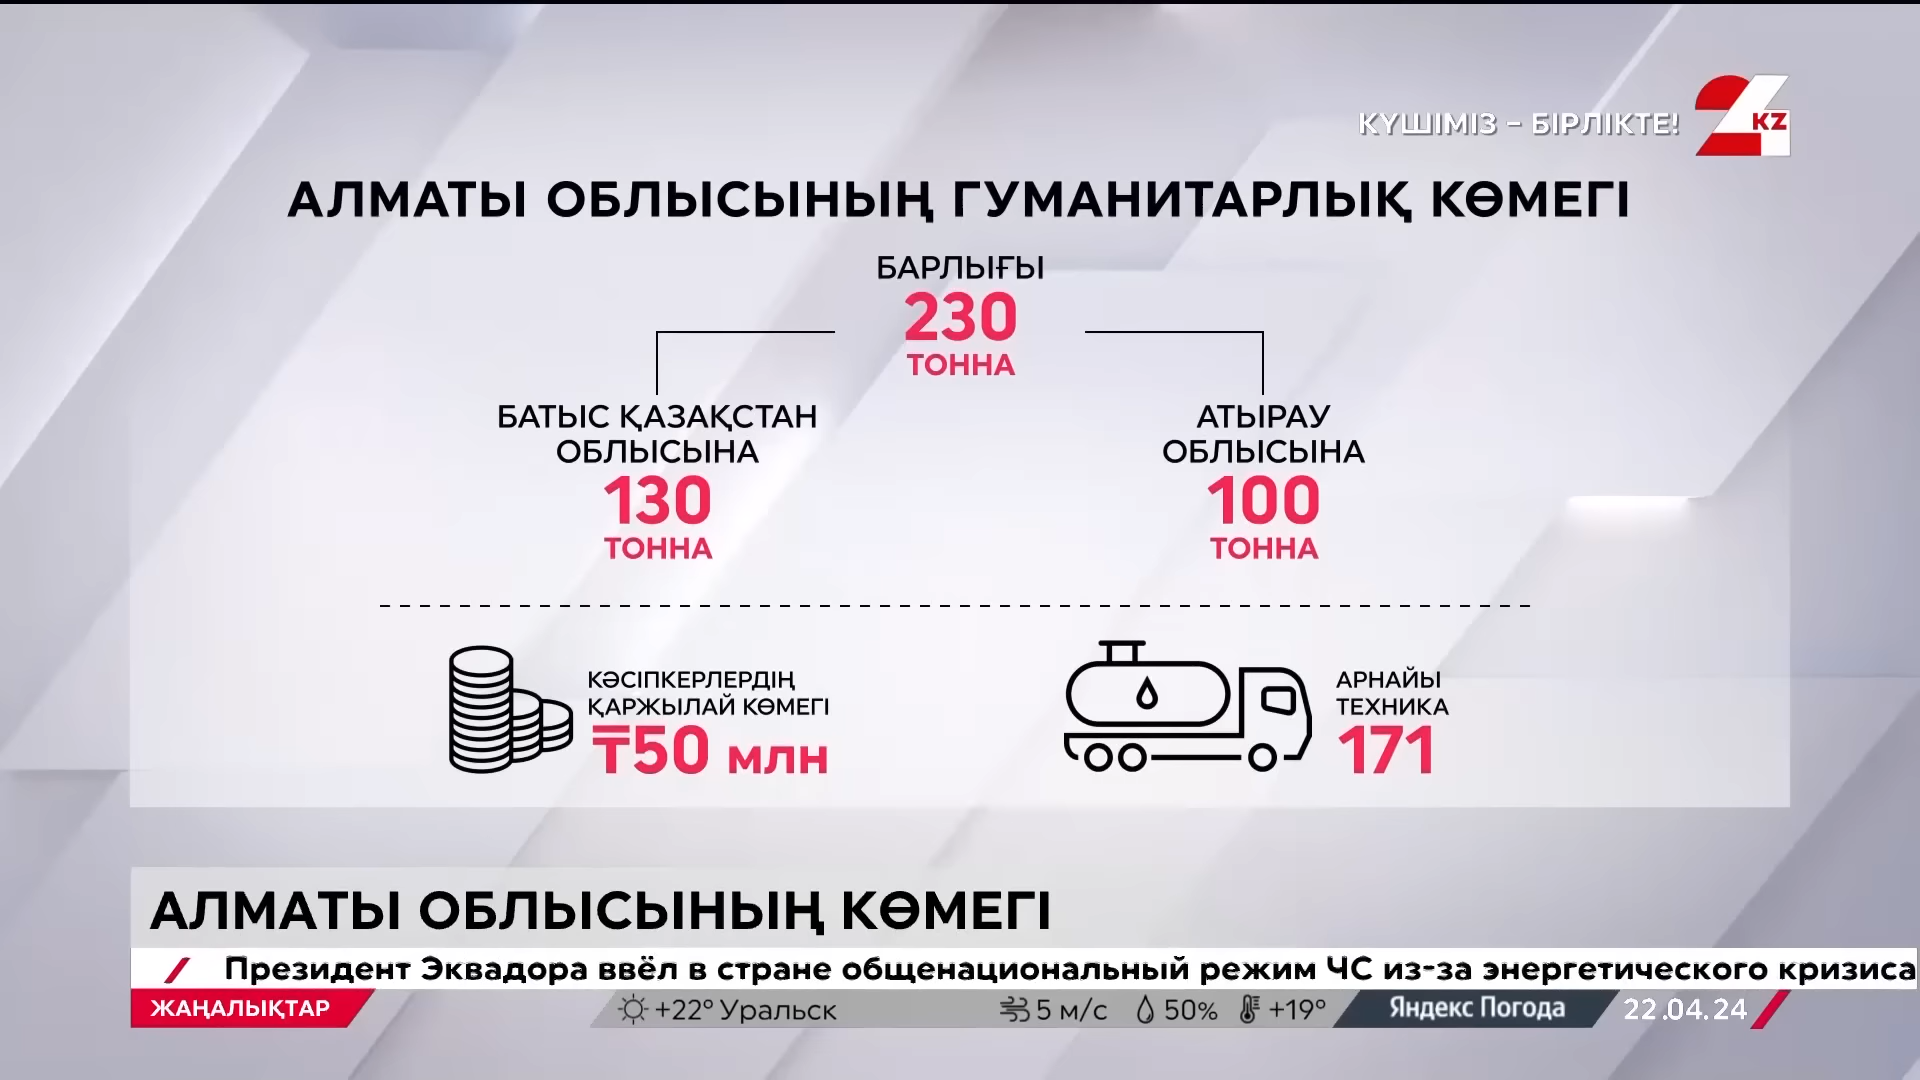 КҮШІМІЗ – БІРЛІКТЕ!
24 KZ
АЛМАТЫ ОБЛЫСЫНЫҢ ГУМАНИТАРЛЫҚ КӨМЕГІ
БАРЛЫҒЫ
230
ТОННА
БАТЫС ҚАЗАҚСТАН
ОБЛЫСЫНА
130
ТОННА
АТЫРАУ
ОБЛЫСЫНА
100
ТОННА
КӘСІПКЕРЛЕРДІҢ
ҚАРЖЫЛАЙ КӨМЕГІ
₸50 МЛН
АРНАЙЫ
ТЕХНИКА
171
АЛМАТЫ ОБЛЫСЫНЫҢ КӨМЕГІ
Президент Эквадора ввёл в стране общенациональный режим ЧС из-за энергетического кризиса
ЖАҢАЛЫҚТАР
+22° Уральск
5 м/с 50% +19°
Яндекс Погода
22.04.24